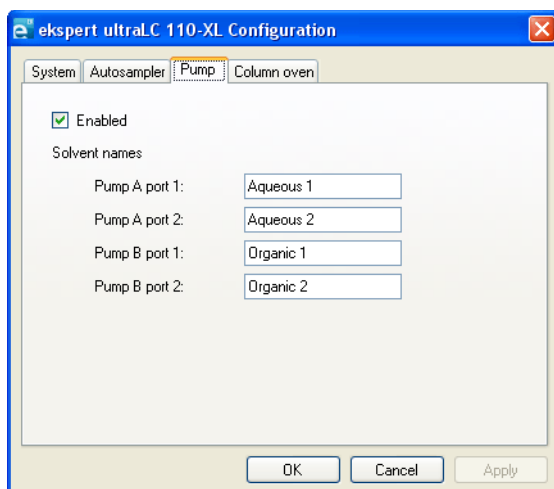 ekspert ultraLC 110-XL Configuration
System Autosampler Pump Column oven
Enabled
Solvent names
Pump A port 1: Aqueous 1
Pump A port 2: Aqueous 2
Pump B port 1: Organic 1
Pump B port 2: Organic 2
OK Cancel Apply